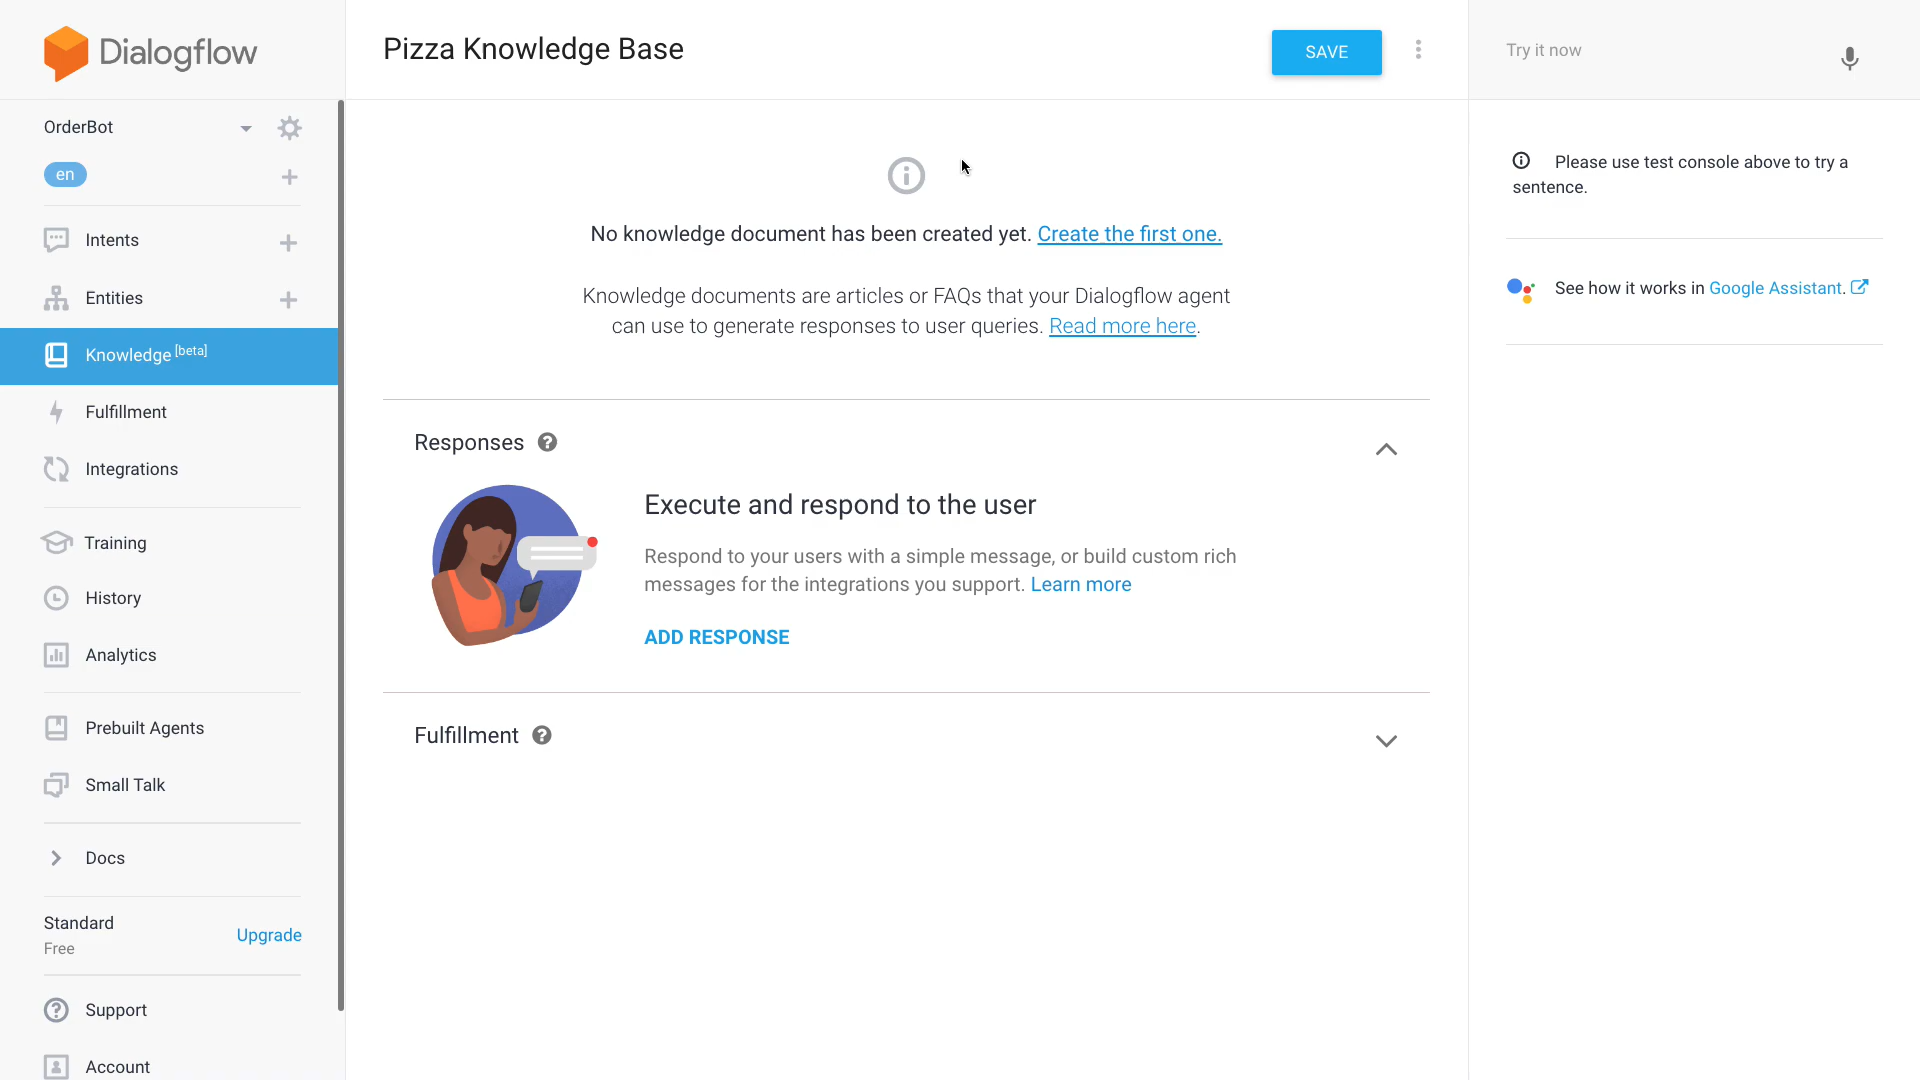 Dialogflow
OrderBot
en
Intents
Entities
Knowledge [beta]
Fulfillment
Integrations
Training
History
Analytics
Prebuilt Agents
Small Talk
Docs
Standard
Free
Upgrade
Support
Account
Pizza Knowledge Base
SAVE
No knowledge document has been created yet. Create the first one.
Knowledge documents are articles or FAQs that your Dialogflow agent
can use to generate responses to user queries. Read more here.
Responses
Execute and respond to the user
Respond to your users with a simple message, or build custom rich
messages for the integrations you support. Learn more
ADD RESPONSE
Fulfillment
Try it now
Please use test console above to try a
sentence.
See how it works in Google Assistant.